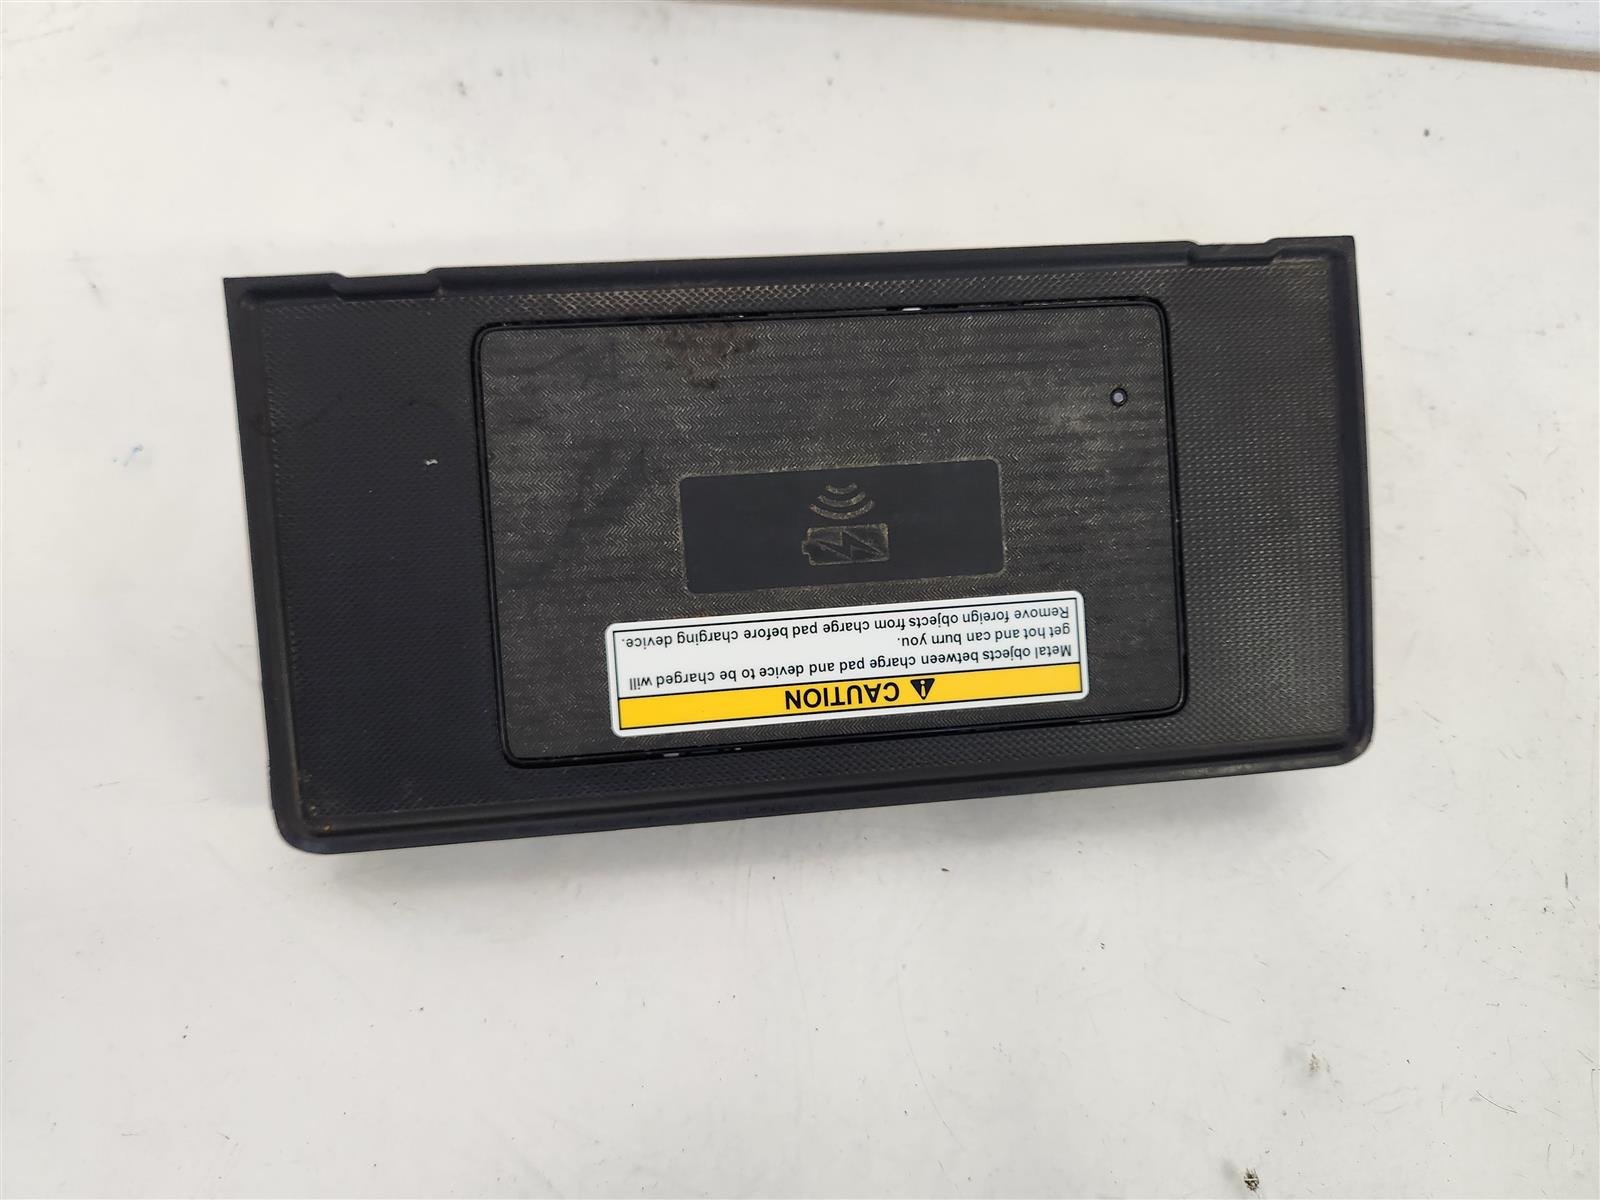 CAUTION
Metal objects between charge pad and device to be charged will
get hot and can burn you.
Remove foreign objects from charge pad before charging device.